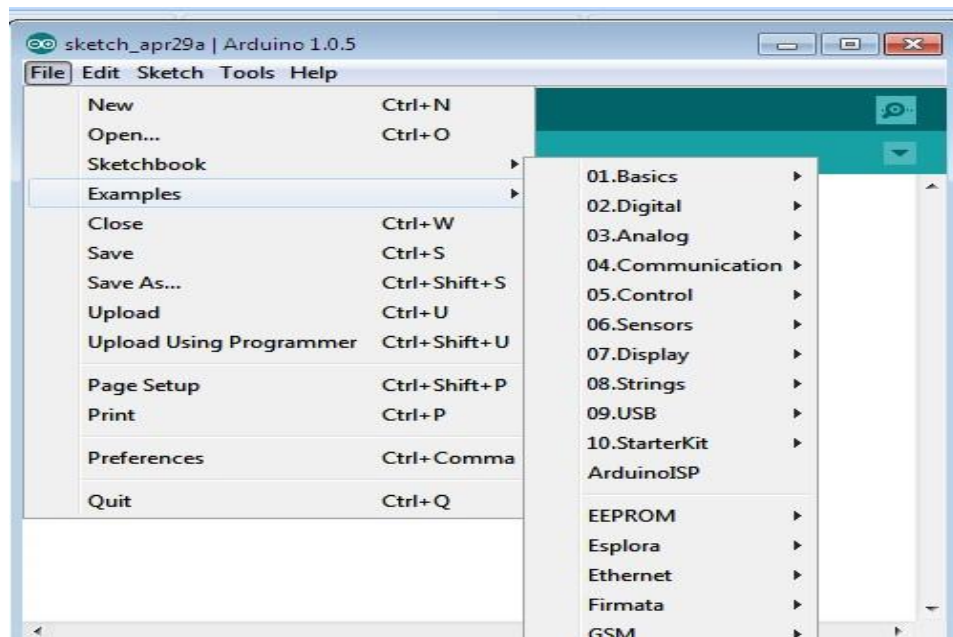 sketch_apr29a | Arduino 1.0.5
File Edit Sketch Tools Help
New Ctrl+N
Open... Ctrl+O
Sketchbook
Examples
Close Ctrl+W
Save Ctrl+S
Save As... Ctrl+Shift+S
Upload Ctrl+U
Upload Using Programmer Ctrl+Shift+U
Page Setup Ctrl+Shift+P
Print Ctrl+P
Preferences Ctrl+Comma
Quit Ctrl+Q
01.Basics
02.Digital
03.Analog
04.Communication
05.Control
06.Sensors
07.Display
08.Strings
09.USB
10.StarterKit
ArduinoISP
EEPROM
Esplora
Ethernet
Firmata
GSM